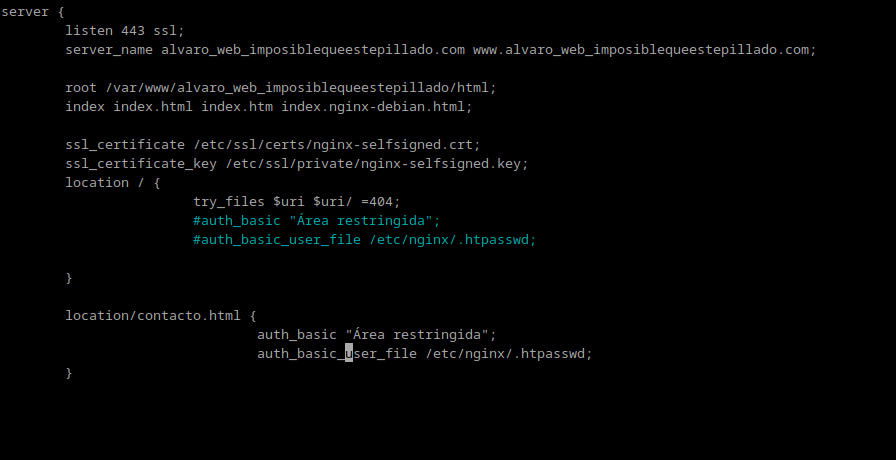 server {
listen 443 ssl;
server_name alvaro_web_imposiblequeestepillado.com www.alvaro_web_imposiblequeestepillado.com;
root /var/www/alvaro_web_imposiblequeestepillado/html;
index index.html index.htm index.nginx-debian.html;
ssl_certificate /etc/ssl/certs/nginx-selfsigned.crt;
ssl_certificate_key /etc/ssl/private/nginx-selfsigned.key;
location / {
try_files $uri $uri/ =404;
#auth_basic "Área restringida";
#auth_basic_user_file /etc/nginx/.htpasswd;
}
location/contacto.html {
auth_basic "Área restringida";
auth_basic_user_file /etc/nginx/.htpasswd;
}